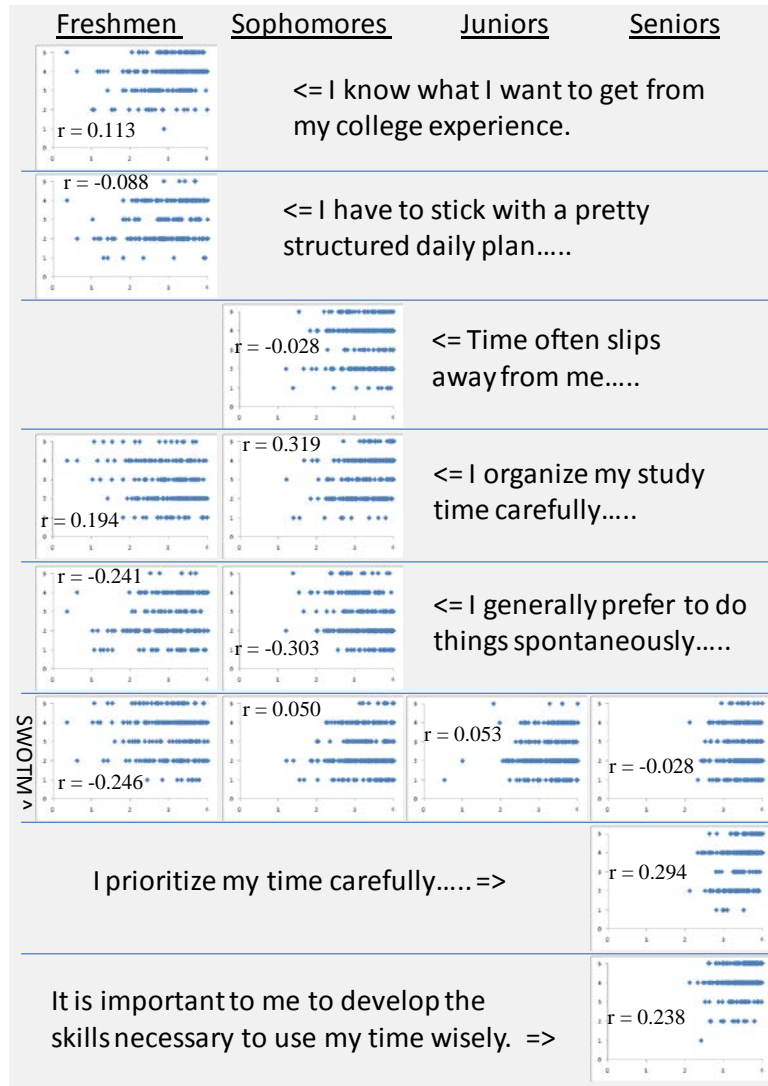 Freshmen Sophomores Juniors Seniors
r = 0.113
<= I know what I want to get from
my college experience.
r = -0.088
<= I have to stick with a pretty
structured daily plan…..
r = -0.028
<= Time often slips
away from me…..
r = 0.194
r = 0.319
<= I organize my study
time carefully…..
r = -0.241
r = -0.303
<= I generally prefer to do
things spontaneously…..
SWOTM ^
r = -0.246
r = 0.050
r = 0.053
r = -0.028
I prioritize my time carefully….. =>
r = 0.294
It is important to me to develop the
skills necessary to use my time wisely. =>
r = 0.238